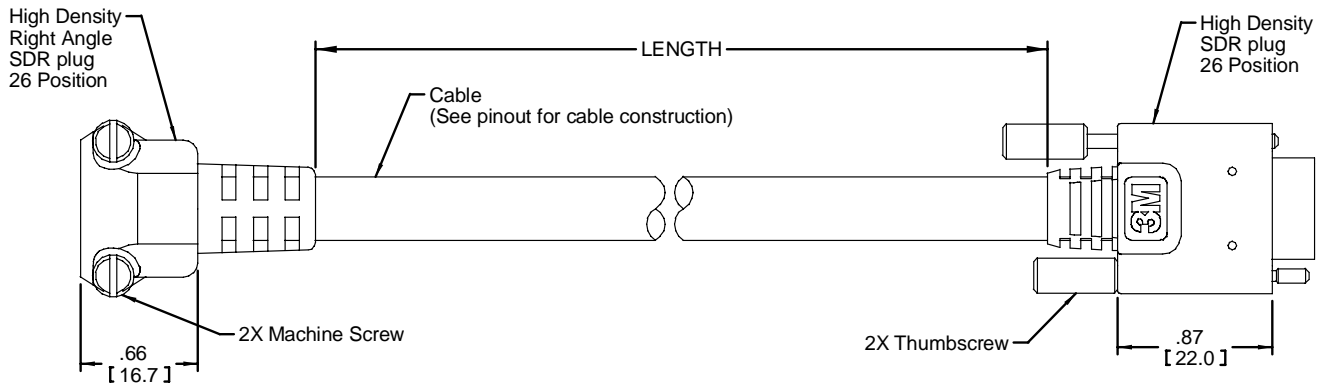 High Density
Right Angle
SDR plug
26 Position
LENGTH
High Density
SDR plug
26 Position
Cable
(See pinout for cable construction)
3M
2X Machine Screw
2X Thumbscrew
.66
[ 16.7 ]
.87
[ 22.0 ]